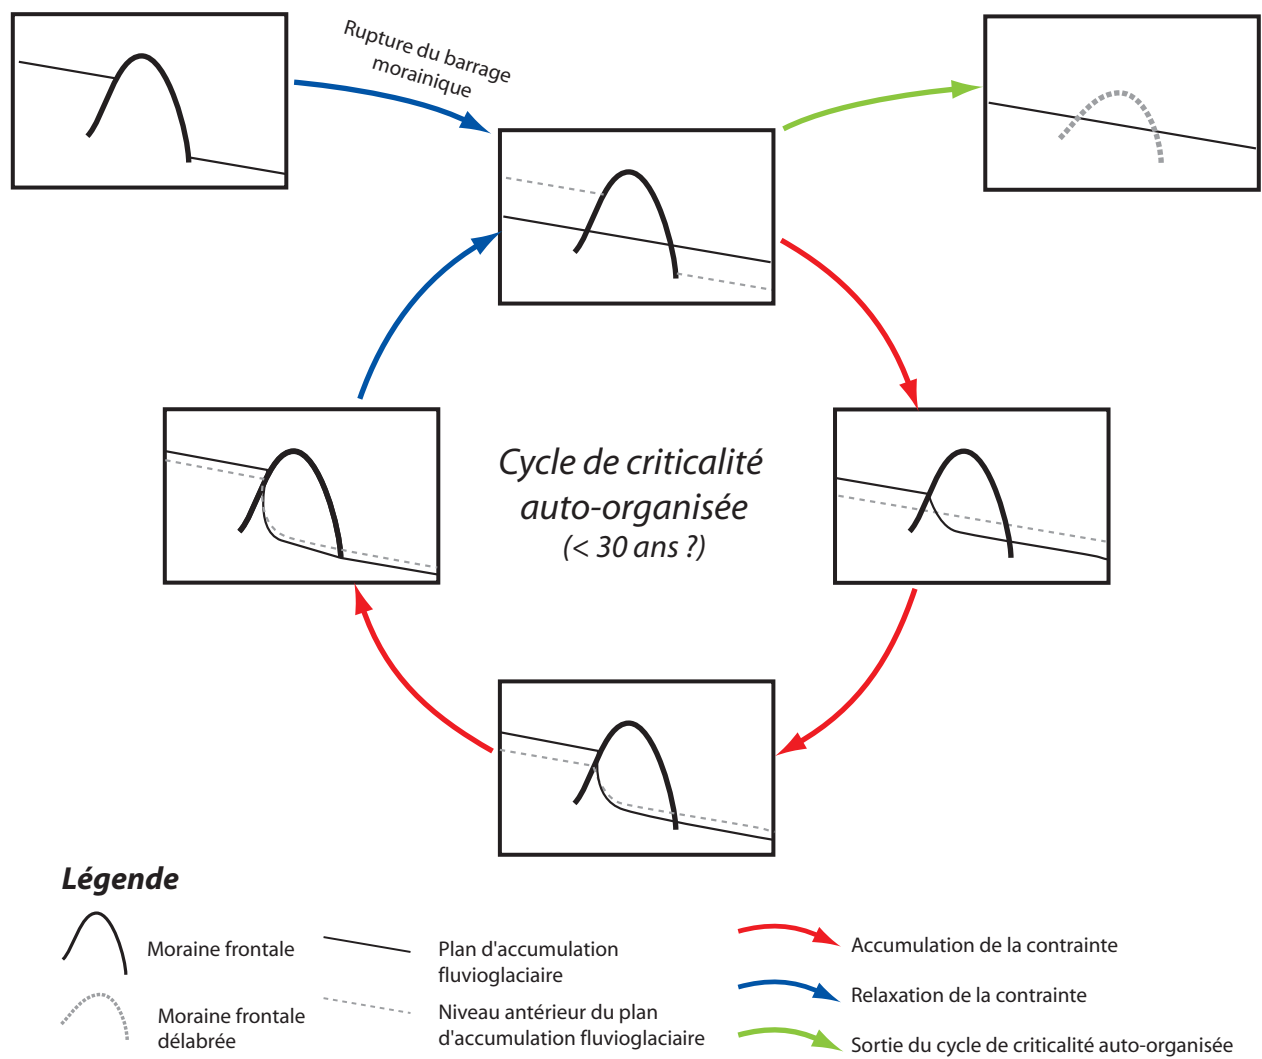 Rupture du barrage
morainique
Cycle de criticalité
auto-organisée
(< 30 ans ?)
Légende
Moraine frontale
Moraine frontale
délabrée
Plan d'accumulation
fluvioglaciaire
Niveau antérieur du plan
d'accumulation fluvioglaciaire
Accumulation de la contrainte
Relaxation de la contrainte
Sortie du cycle de criticalité auto-organisée